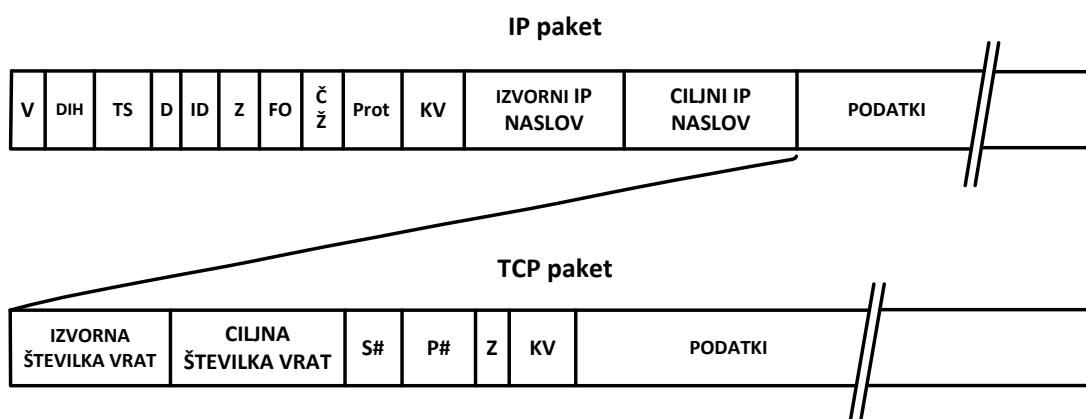 IP paket
V DIH TS D ID Z FO Č Ž Prot KV IZVORNI IP NASLOV CILJNI IP NASLOV PODATKI
TCP paket
IZVORNA ŠTEVILKA VRAT CILJNA ŠTEVILKA VRAT S# P# Z KV PODATKI